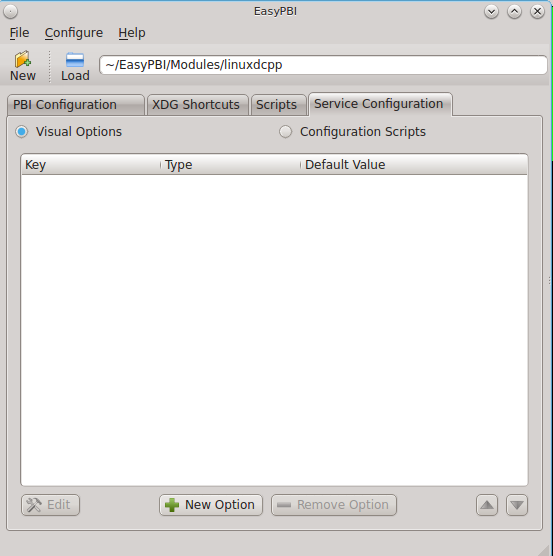 EasyPBI
File Configure Help
New Load ~/EasyPBI/Modules/linuxdcpp
PBI Configuration XDG Shortcuts Scripts Service Configuration
Visual Options Configuration Scripts
Key Type Default Value
Edit New Option Remove Option